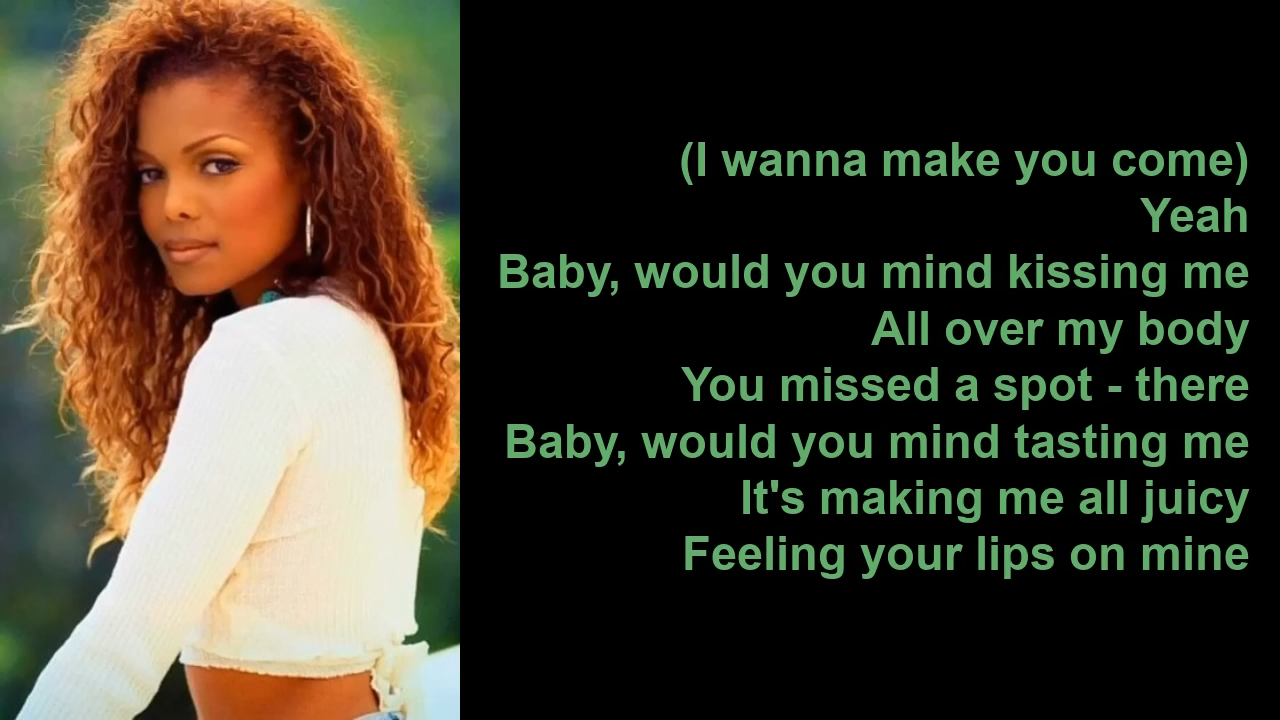 (I wanna make you come)
Yeah
Baby, would you mind kissing me
All over my body
You missed a spot - there
Baby, would you mind tasting me
It's making me all juicy
Feeling your lips on mine